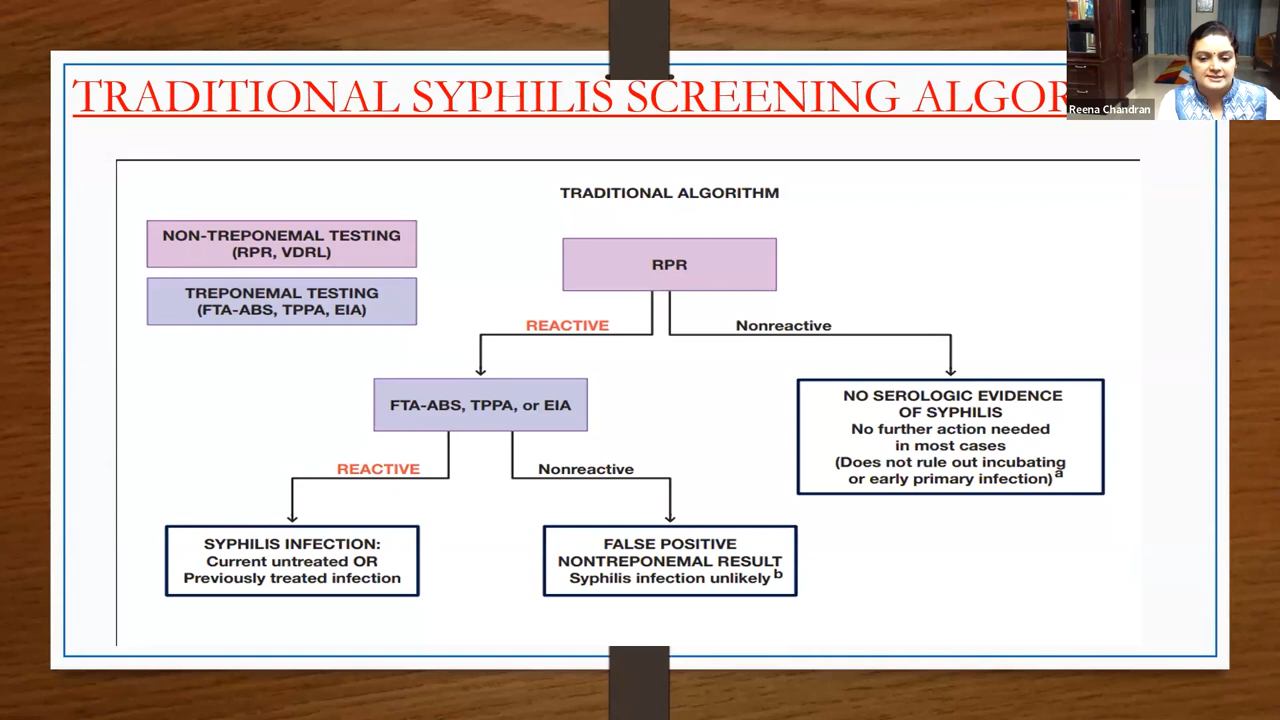 TRADITIONAL SYPHILIS SCREENING ALGOR
Reena Chandran
TRADITIONAL ALGORITHM
NON-TREPONEMAL TESTING
(RPR, VDRL)
TREPONEMAL TESTING
(FTA-ABS, TPPA, EIA)
RPR
REACTIVE
Nonreactive
FTA-ABS, TPPA, or EIA
NO SEROLOGIC EVIDENCE
OF SYPHILIS
No further action needed
in most cases
(Does not rule out incubating
or early primary infection)a
REACTIVE
Nonreactive
SYPHILIS INFECTION:
Current untreated OR
Previously treated infection
FALSE POSITIVE
NONTREPONEMAL RESULT
Syphilis infection unlikely b